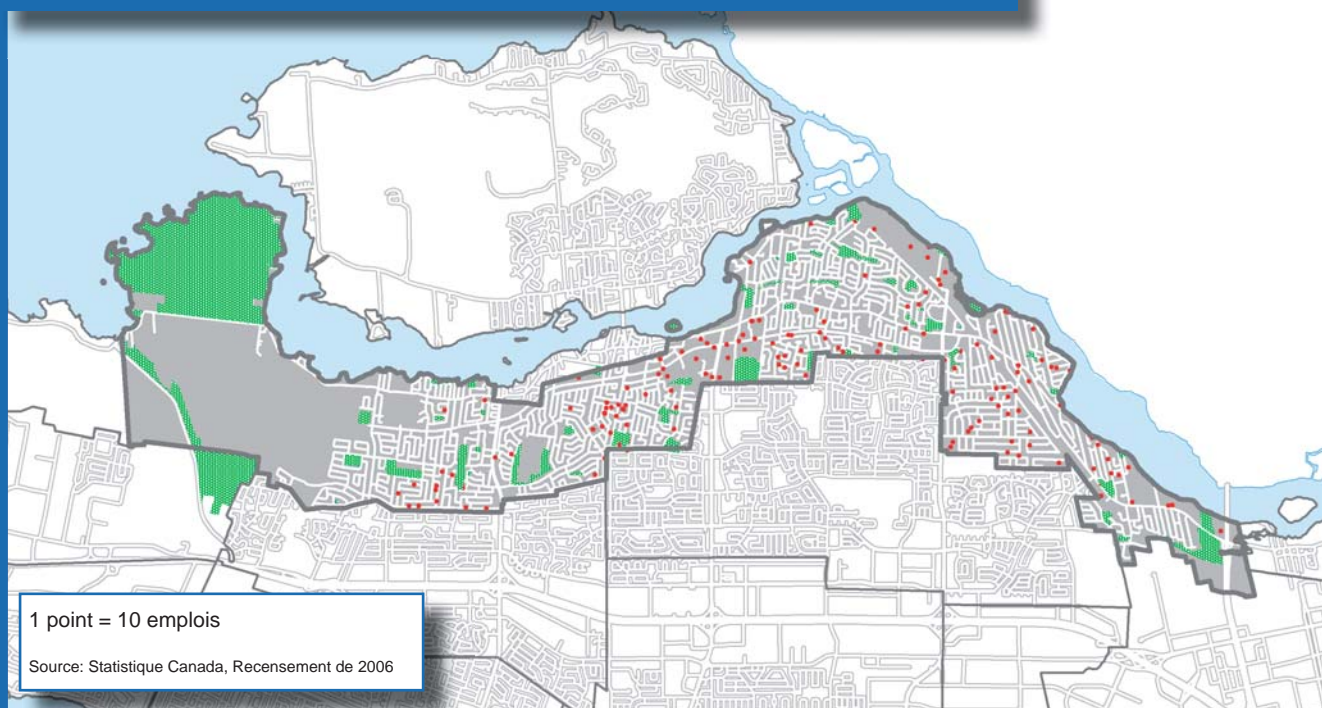 1 point = 10 emplois
Source: Statistique Canada, Recensement de 2006